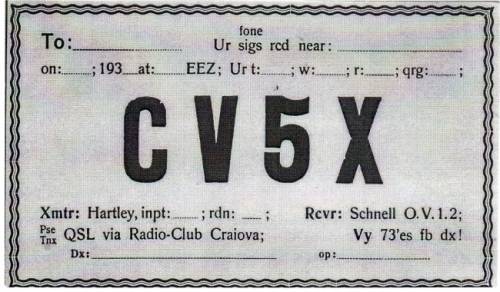 fone
To: Ur sigs rcd near:
on: ; 193 at: EEZ; Ur t: ; w: ; r: ; qrg: ;
CV5X
Xmtr: Hartley, inpt: ; rdn: ; Rcvr: Schnell O.V.1.2;
Pse
Tnx QSL via Radio-Club Craiova; Vy 73'es fb dx!
Dx: op: